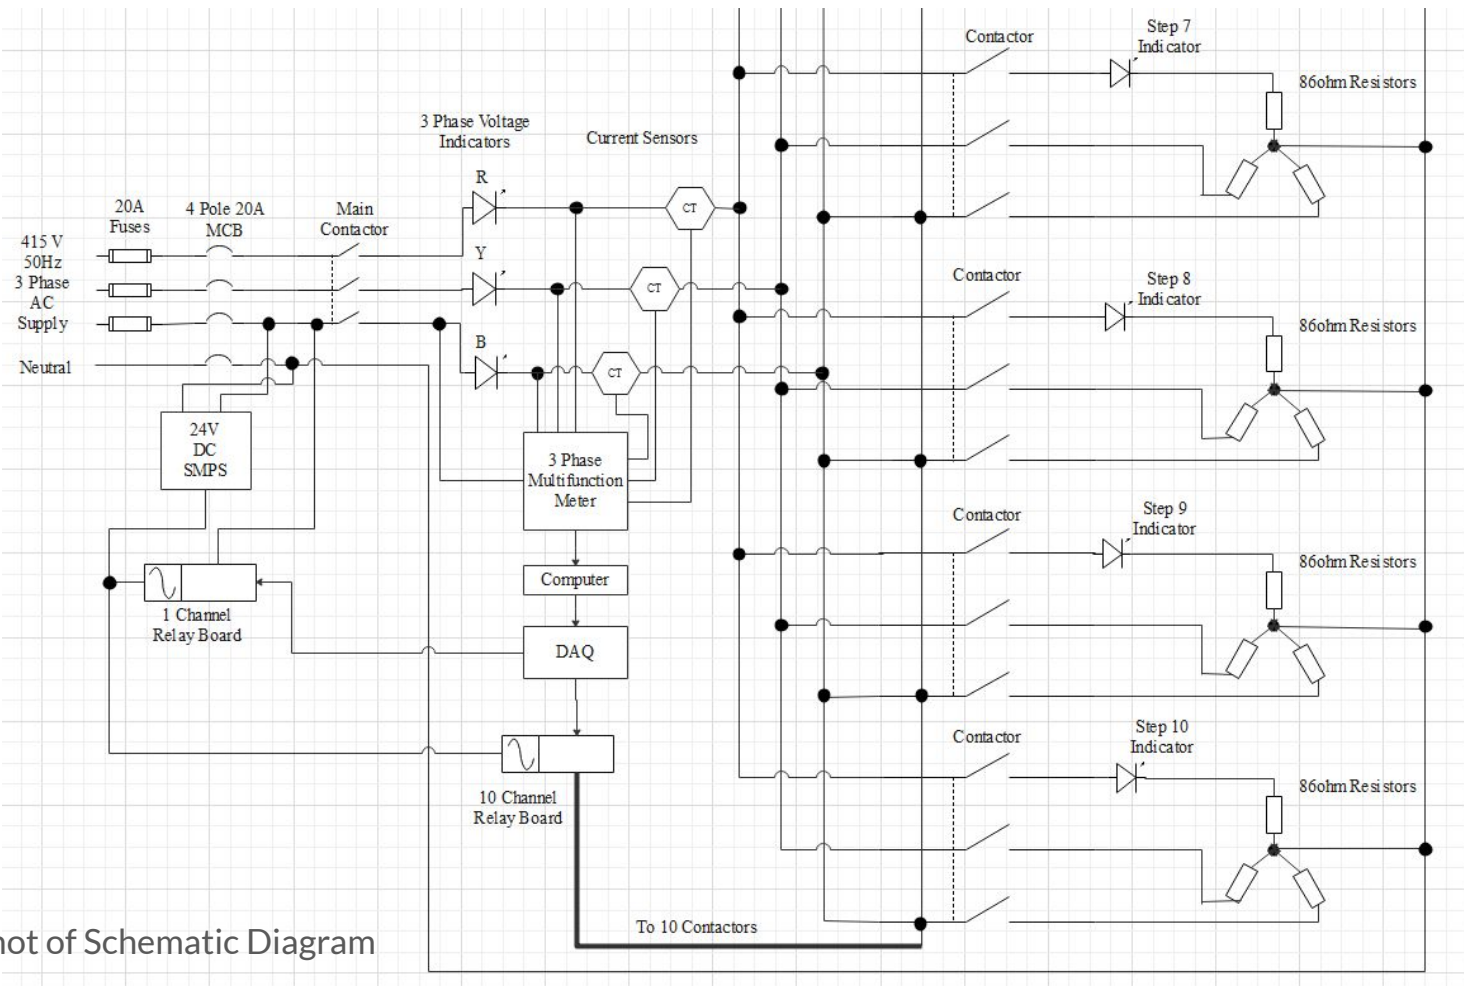 Contactor
Step 7
Indicator
86ohm Resistors
3 Phase Voltage
Indicators
Current Sensors
R
CT
20A
Fuses
4 Pole 20A
MCB
Main
Contactor
415 V
50Hz
3 Phase
AC
Supply
Y
CT
B
CT
Neutral
Contactor
Step 8
Indicator
86ohm Resistors
24V
DC
SMPS
3 Phase
Multifunction
Meter
Contactor
Step 9
Indicator
86ohm Resistors
Computer
1 Channel
Relay Board
DAQ
Contactor
Step 10
Indicator
86ohm Resistors
10 Channel
Relay Board
To 10 Contactors
of Schematic Diagram